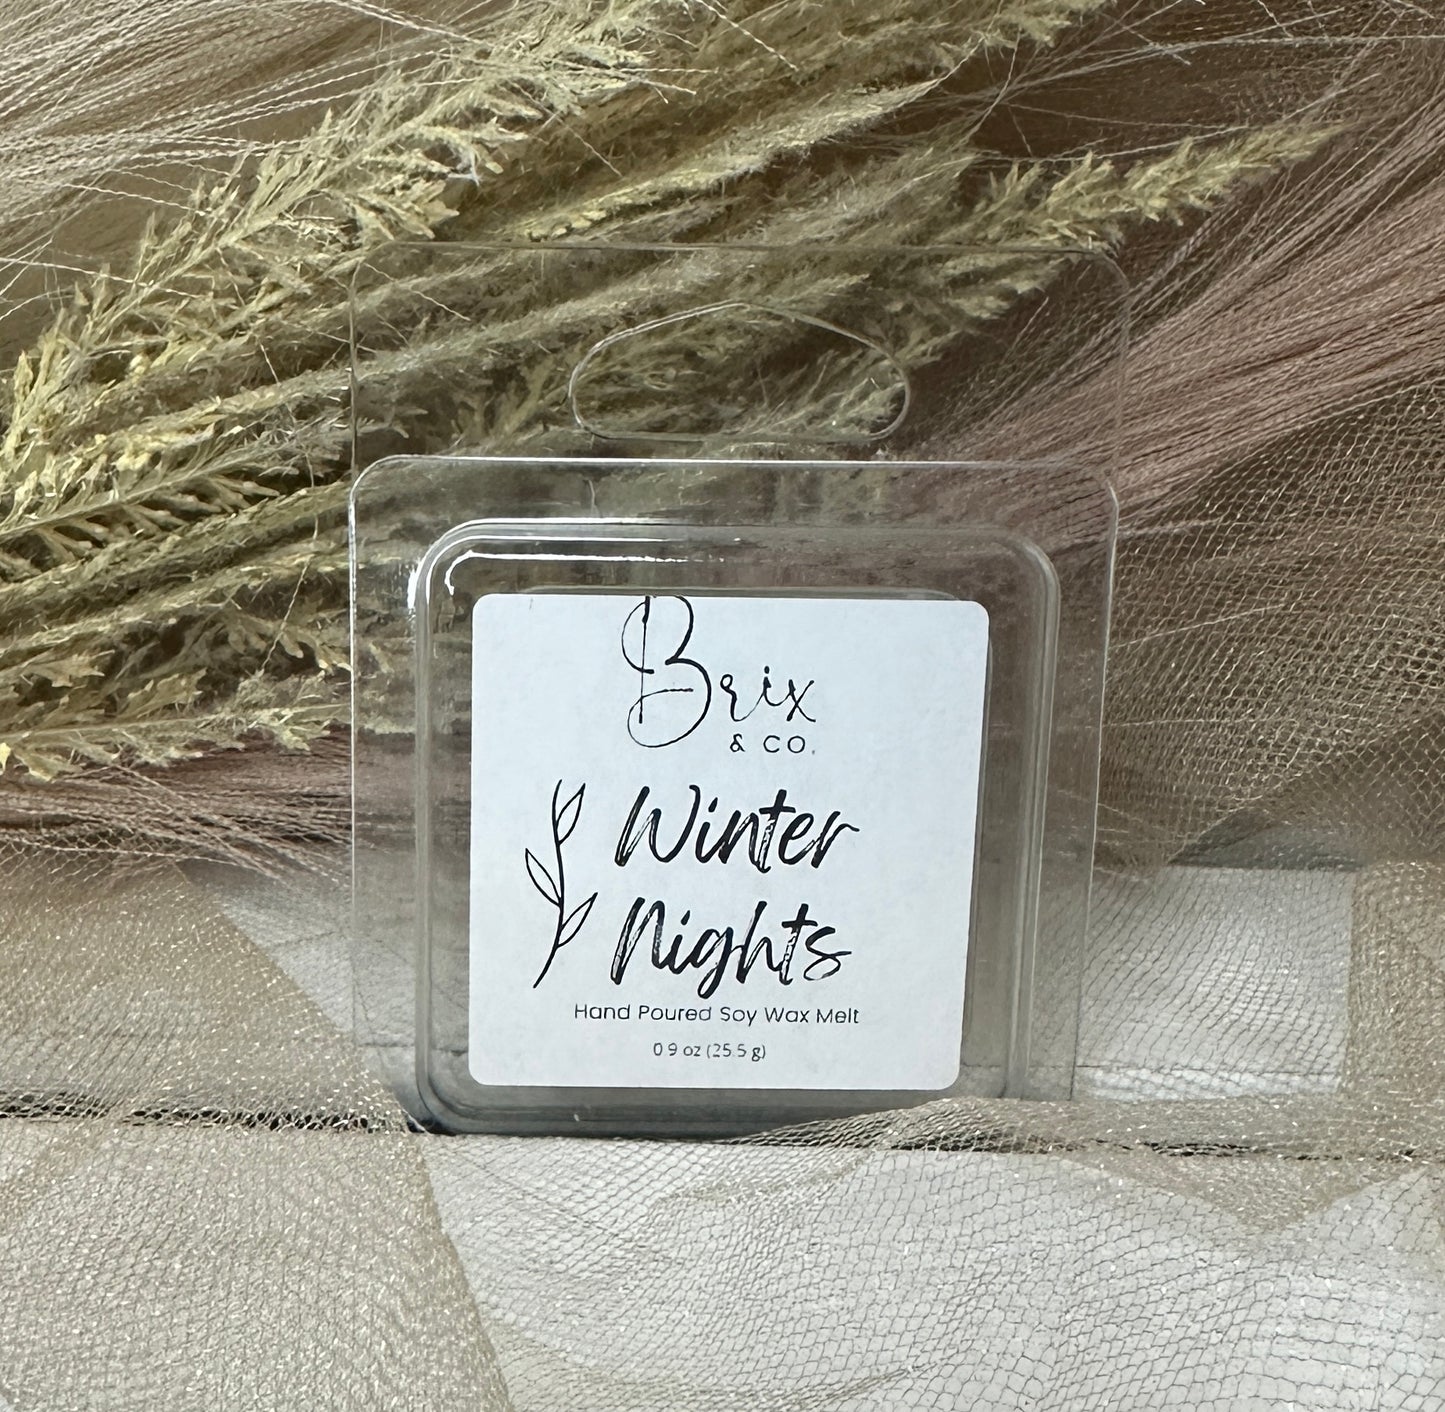 Brix
& CO.
Winter
Nights
Hand Poured Soy Wax Melt
0.9 oz (25.5 g)